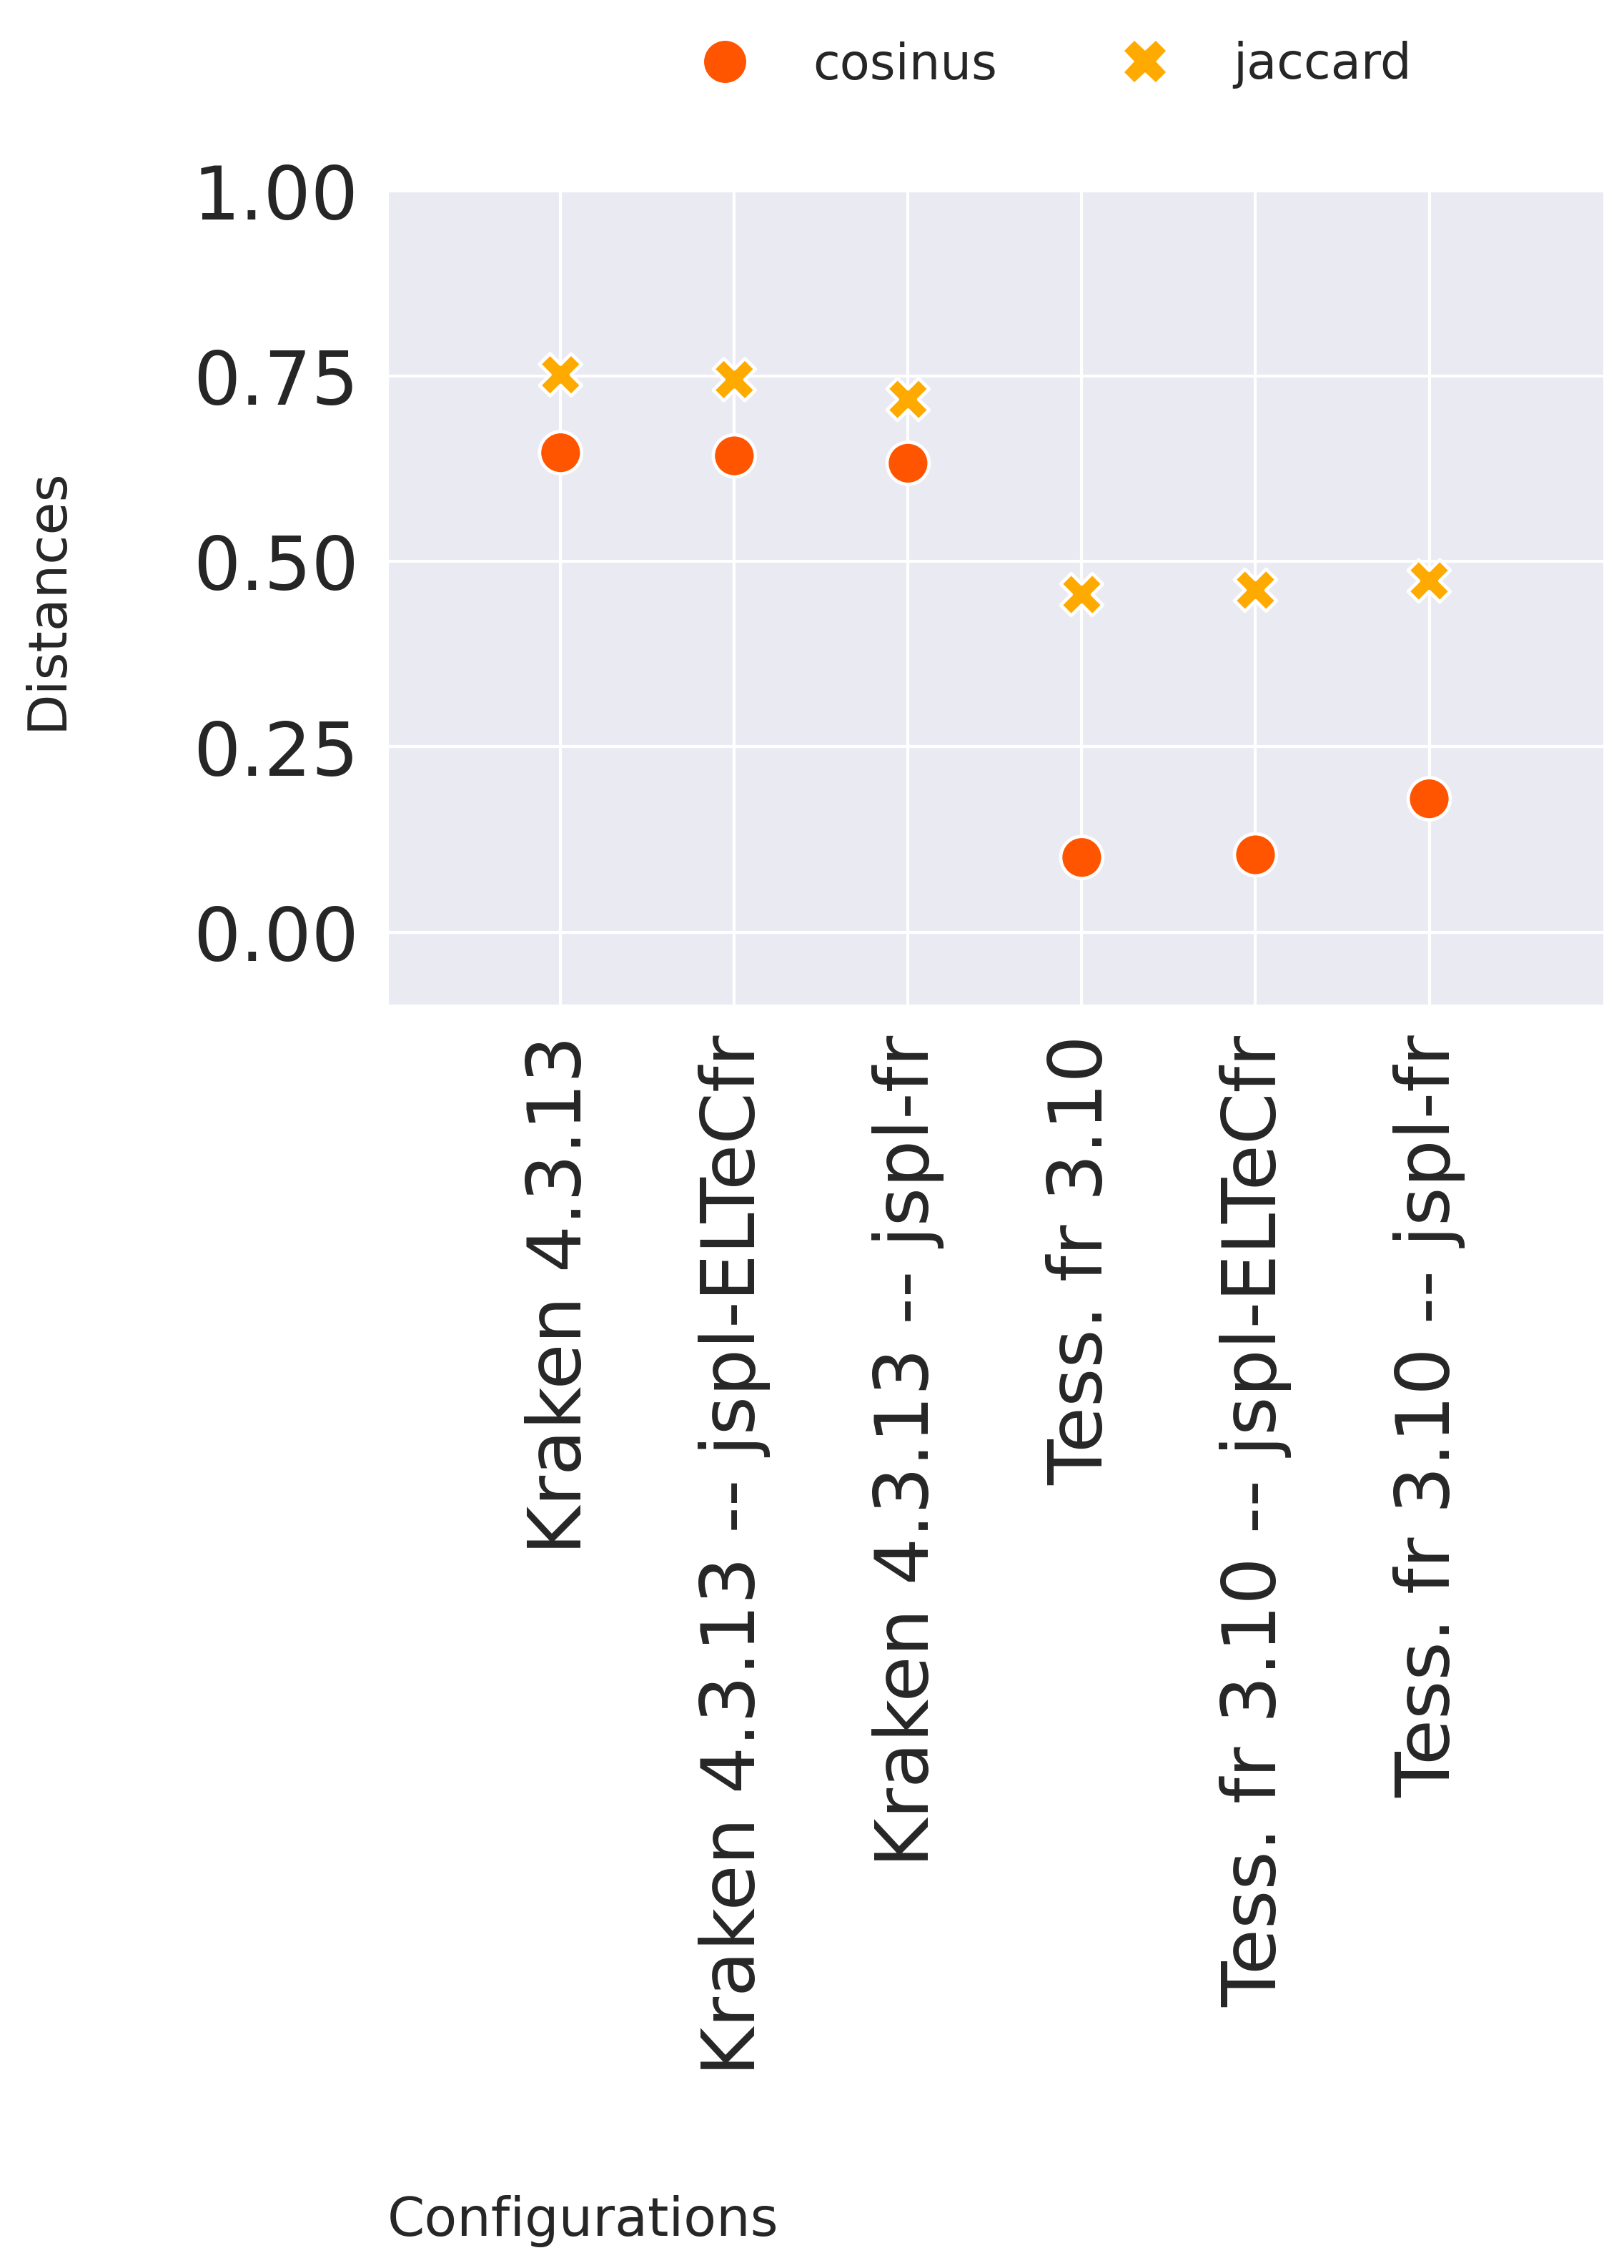 cosinus jaccard
1.00
0.75
0.50
0.25
0.00
Distances
Kraken 4.3.13
Kraken 4.3.13 -- jspl-ELTeCfr
Kraken 4.3.13 -- jspl-fr
Tess. fr 3.10
Tess. fr 3.10 -- jspl-ELTeCfr
Tess. fr 3.10 -- jspl-fr
Configurations